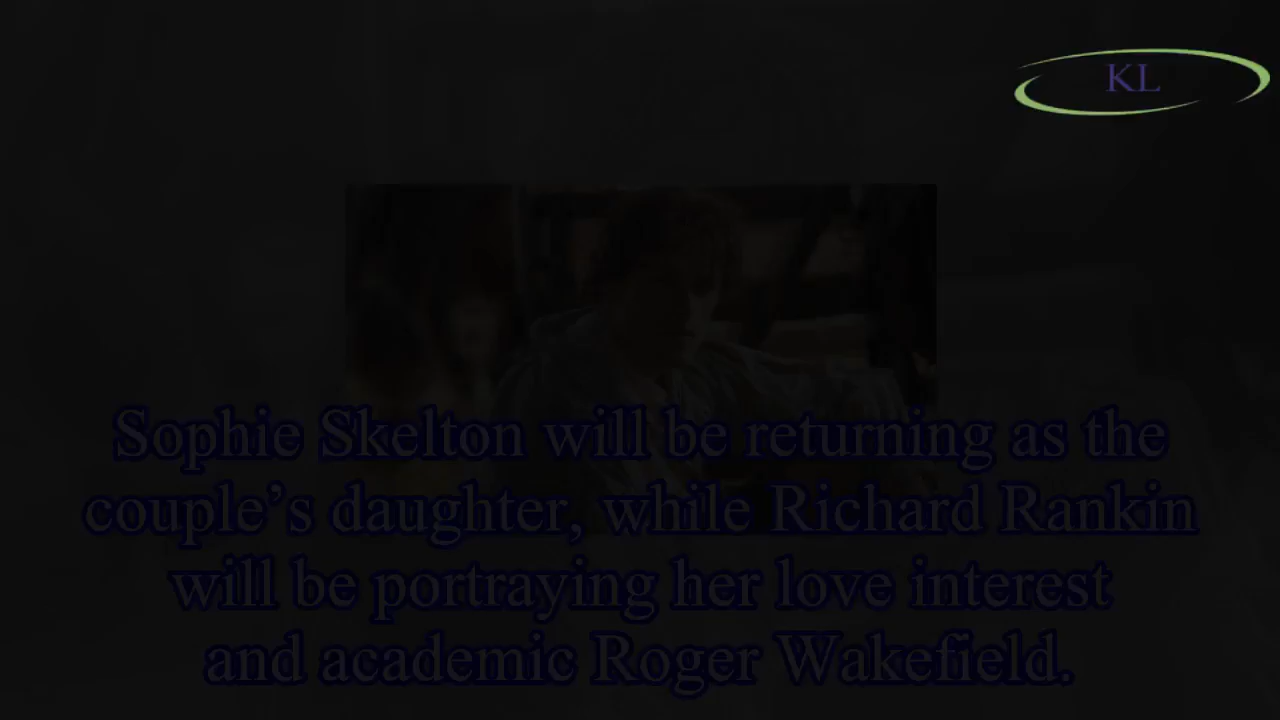 KL
Sophie Skelton will be returning as the
couple’s daughter, while Richard Rankin
will be portraying her love interest
and academic Roger Wakefield.